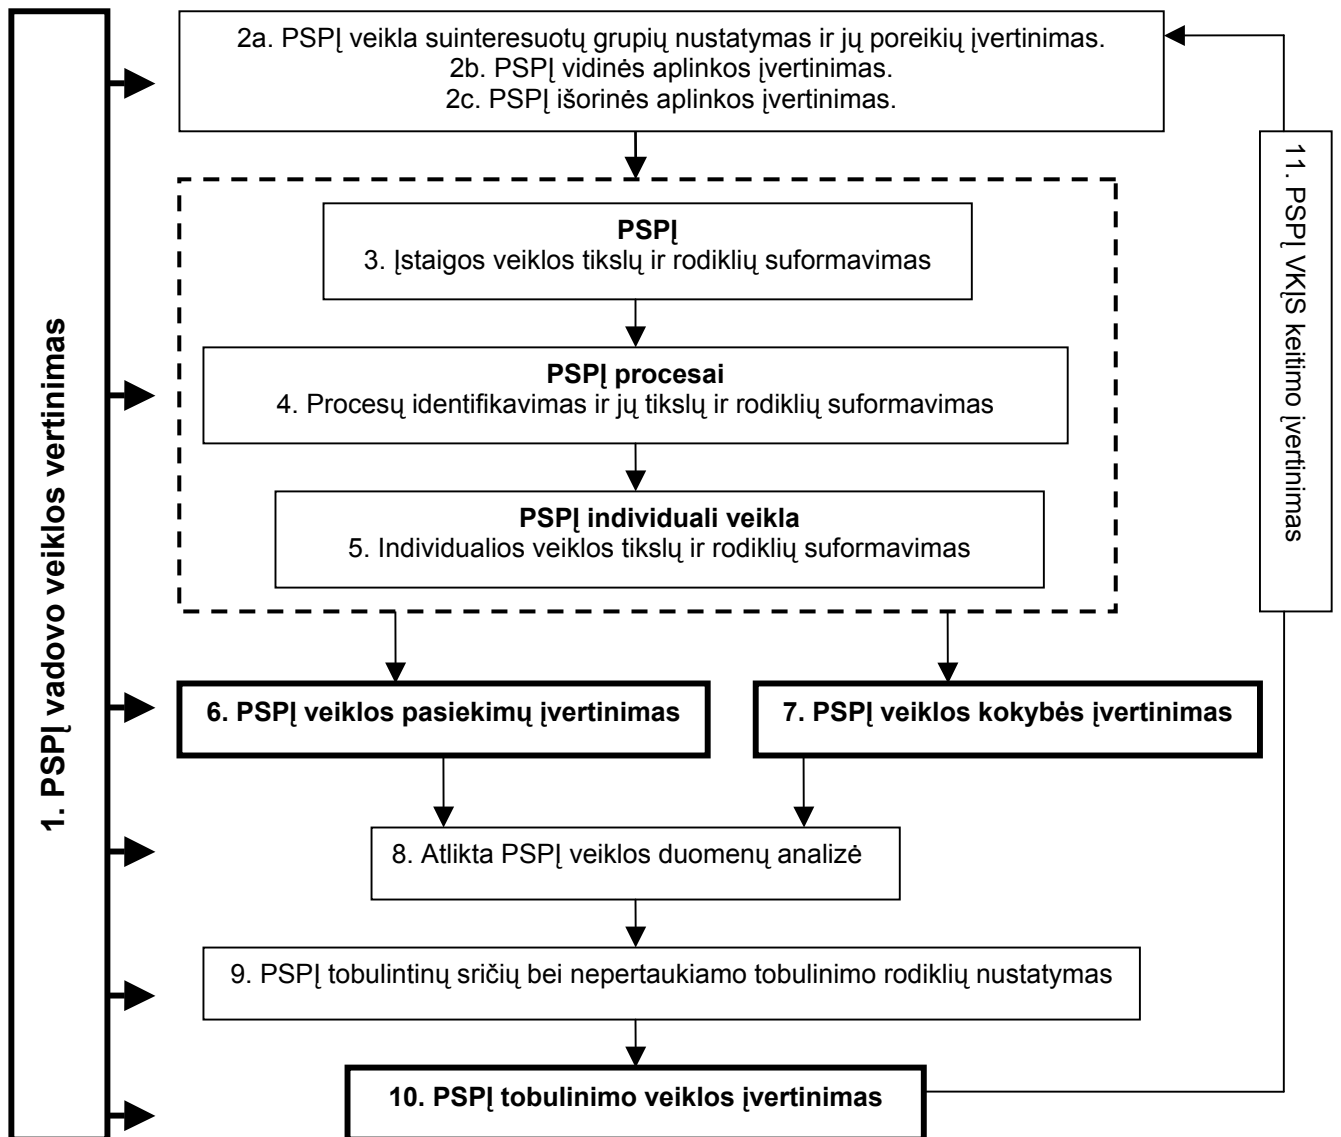 1. PSPĮ vadovo veiklos vertinimas
2a. PSPĮ veikla suinteresuotų grupių nustatymas ir jų poreikių įvertinimas.
2b. PSPĮ vidinės aplinkos įvertinimas.
2c. PSPĮ išorinės aplinkos įvertinimas.
PSPĮ
3. Įstaigos veiklos tikslų ir rodiklių suformavimas
PSPĮ procesai
4. Procesų identifikavimas ir jų tikslų ir rodiklių suformavimas
PSPĮ individuali veikla
5. Individualios veiklos tikslų ir rodiklių suformavimas
6. PSPĮ veiklos pasiekimų įvertinimas
7. PSPĮ veiklos kokybės įvertinimas
8. Atlikta PSPĮ veiklos duomenų analizė
9. PSPĮ tobulintinų sričių bei nepertaukiamo tobulinimo rodiklių nustatymas
10. PSPĮ tobulinimo veiklos įvertinimas
11. PSPĮ VKĮS keitimo įvertinimas